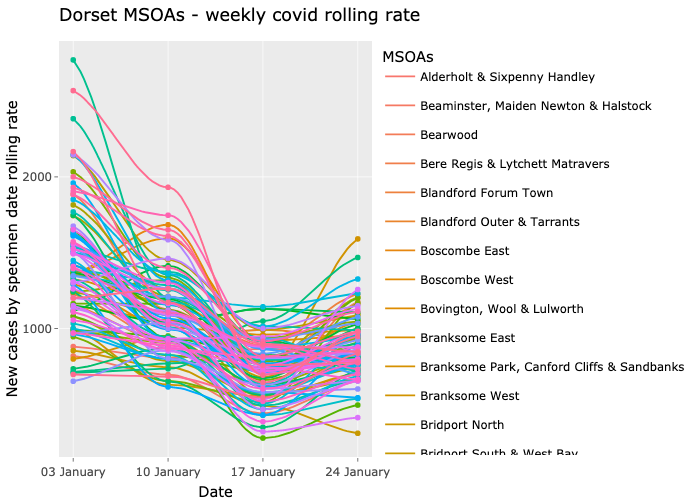 Dorset MSOAs - weekly covid rolling rate
New cases by specimen date rolling rate
2000
1000
03 January 10 January 17 January 24 January
Date
MSOAs
Alderholt & Sixpenny Handley
Beaminster, Maiden Newton & Halstock
Bearwood
Bere Regis & Lytchett Matravers
Blandford Forum Town
Blandford Outer & Tarrants
Boscombe East
Boscombe West
Bovington, Wool & Lulworth
Branksome East
Branksome Park, Canford Cliffs & Sandbanks
Branksome West
Bridport North
Bridport South & West Bay